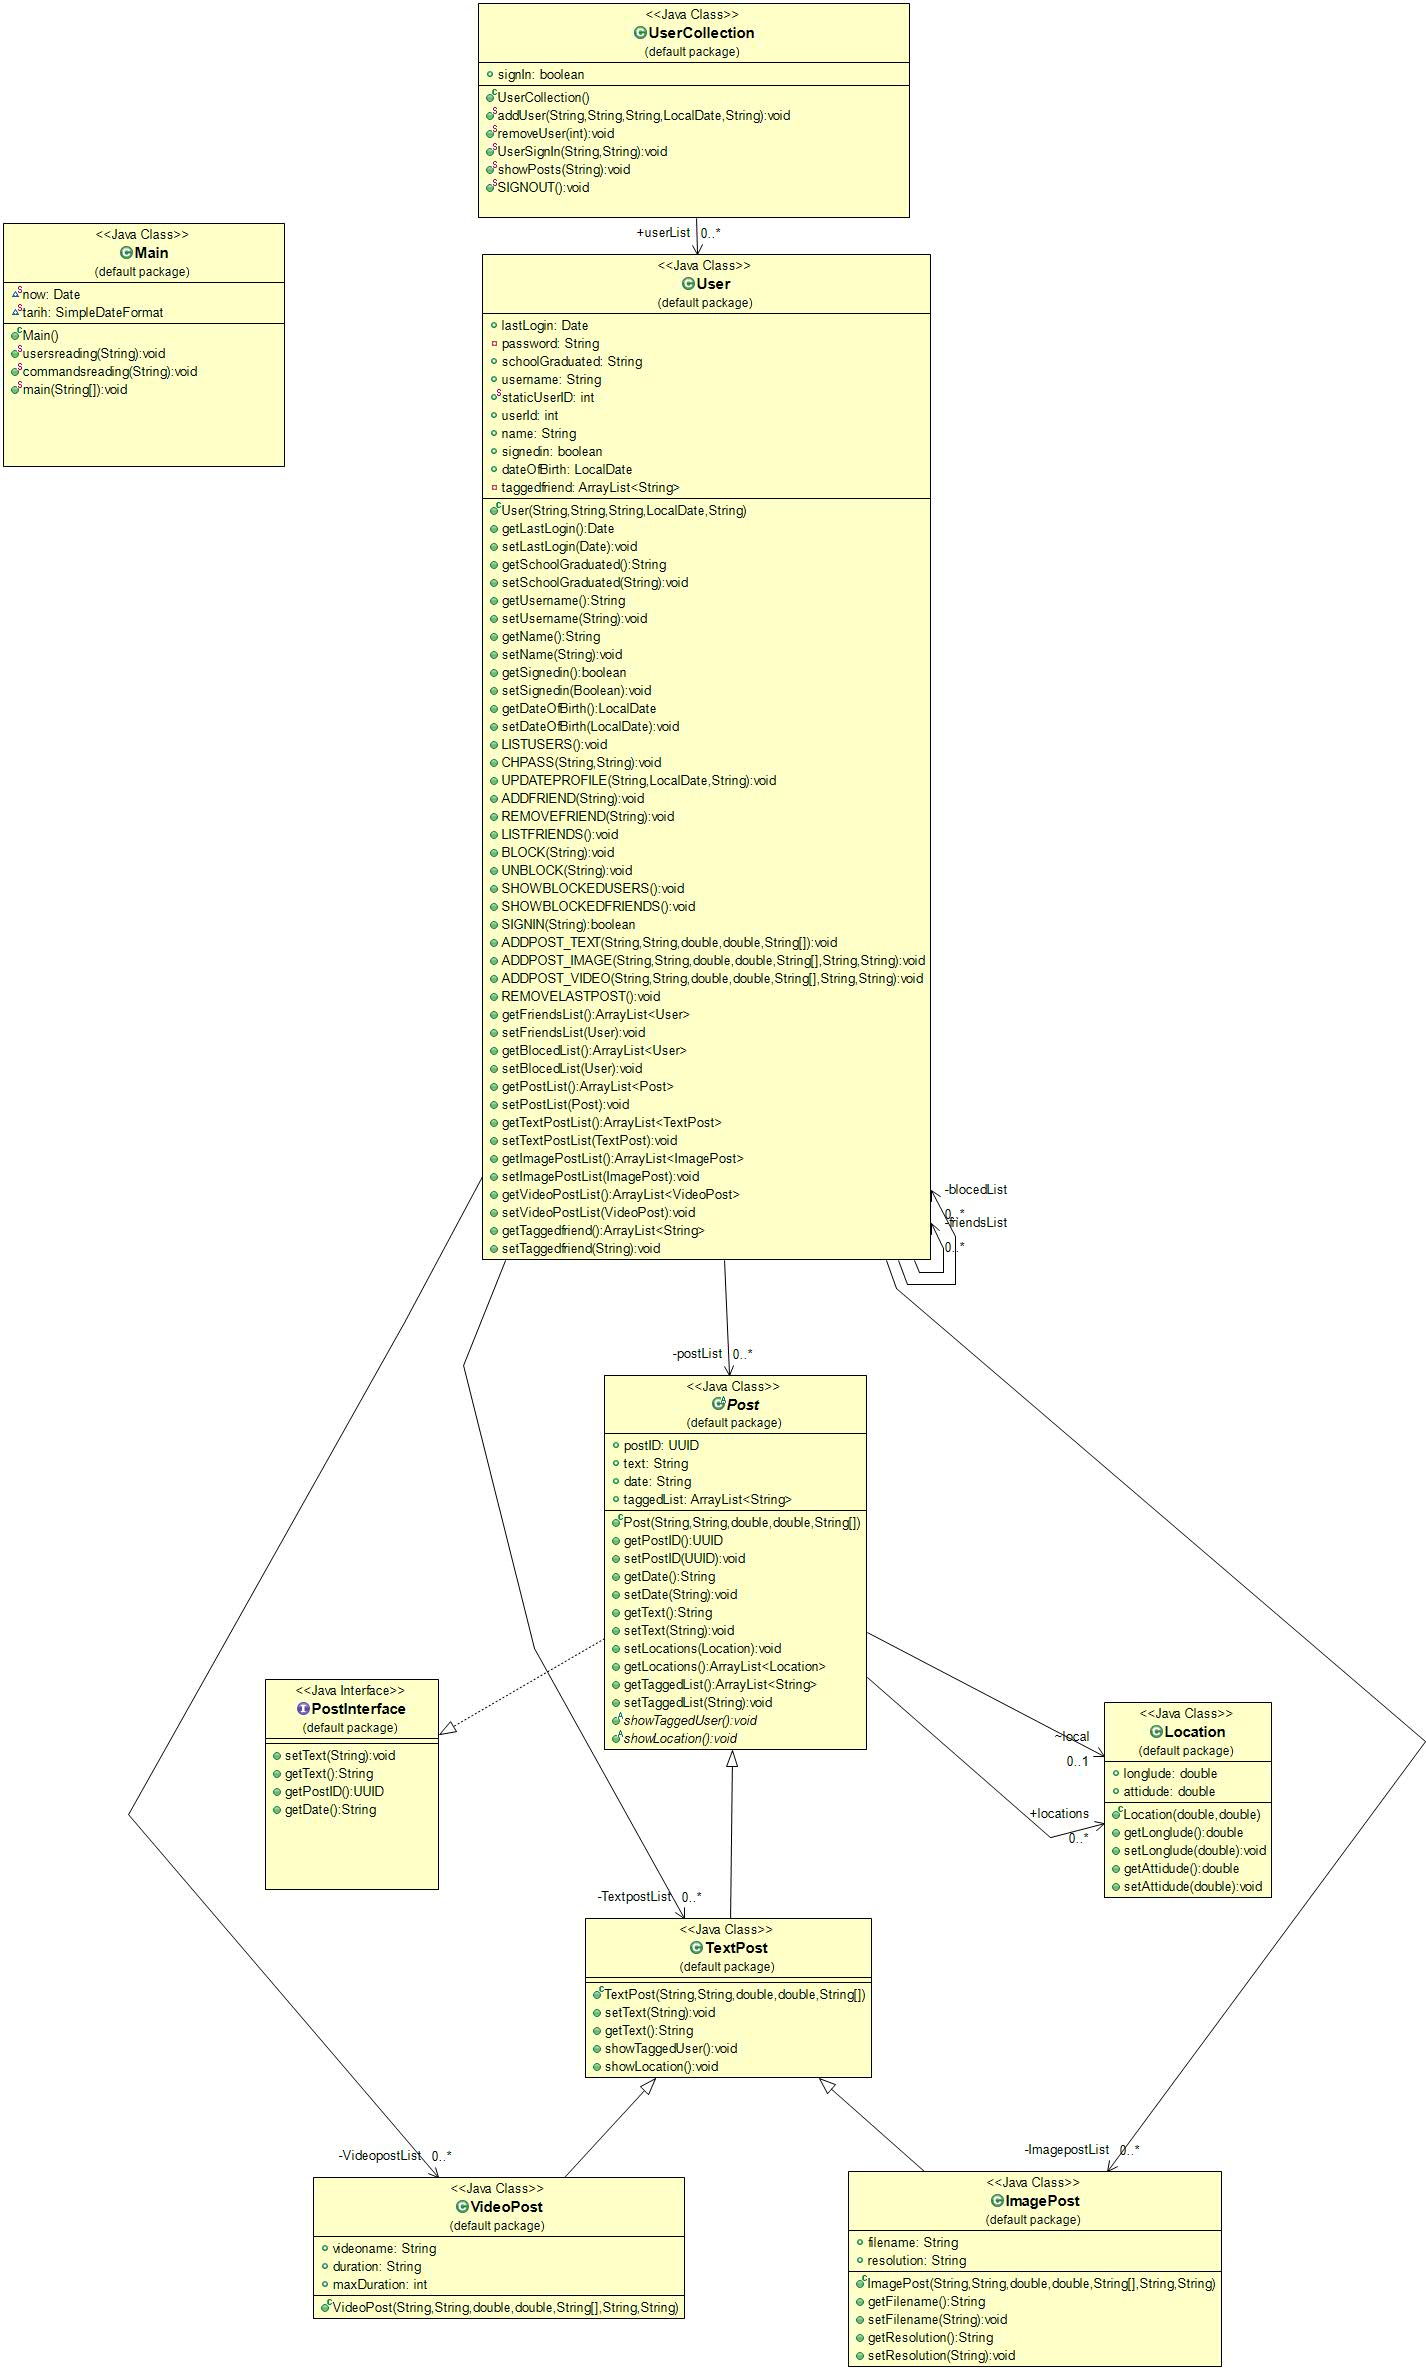 <<Java Class>>
UserCollection
(default package)
signIn: boolean
UserCollection()
addUser(String,String,String,LocalDate,String):void
removeUser(int):void
UserSignIn(String,String):void
showPosts(String):void
SIGNOUT():void
+userList 0..*
<<Java Class>>
Main
(default package)
now: Date
tarih: SimpleDateFormat
Main()
usersreading(String):void
commandsreading(String):void
main(String[]):void
<<Java Class>>
User
(default package)
lastLogin: Date
password: String
schoolGraduated: String
username: String
staticUserID: int
userId: int
name: String
signedin: boolean
dateOfBirth: LocalDate
taggedfriend: ArrayList<String>
User(String,String,String,LocalDate,String)
getLastLogin():Date
setLastLogin(Date):void
getSchoolGraduated():String
setSchoolGraduated(String):void
getUsername():String
setUsername(String):void
getName():String
setName(String):void
getSignedin():boolean
setSignedin(Boolean):void
getDateOfBirth():LocalDate
setDateOfBirth(LocalDate):void
LISTUSERS():void
CHPASS(String,String):void
UPDATEPROFILE(String,LocalDate,String):void
ADDFRIEND(String):void
REMOVEFRIEND(String):void
LISTFRIENDS():void
BLOCK(String):void
UNBLOCK(String):void
SHOWBLOCKEDUSERS():void
SHOWBLOCKEDFRIENDS():void
SIGNIN(String):boolean
ADDPOST_TEXT(String,String,double,double,String[]):void
ADDPOST_IMAGE(String,String,double,double,String[],String,String):void
ADDPOST_VIDEO(String,String,double,double,String[],String,String):void
REMOVELASTPOST():void
getFriendsList():ArrayList<User>
setFriendsList(User):void
getBlocedList():ArrayList<User>
setBlocedList(User):void
getPostList():ArrayList<Post>
setPostList(Post):void
getTextPostList():ArrayList<TextPost>
setTextPostList(TextPost):void
getImagePostList():ArrayList<ImagePost>
setImagePostList(ImagePost):void
getVideoPostList():ArrayList<VideoPost>
setVideoPostList(VideoPost):void
getTaggedfriend():ArrayList<String>
setTaggedfriend(String):void
-blocedList
0..*
-friendsList
0..*
-postList 0..*
<<Java Class>>
Post
(default package)
postID: UUID
text: String
date: String
taggedList: ArrayList<String>
Post(String,String,double,double,String[])
getPostID():UUID
setPostID(UUID):void
getDate():String
setDate(String):void
getText():String
setText(String):void
setLocations(Location):void
getLocations():ArrayList<Location>
getTaggedList():ArrayList<String>
setTaggedList(String):void
showTaggedUser():void
showLocation():void
<<Java Interface>>
PostInterface
(default package)
setText(String):void
getText():String
getPostID():UUID
getDate():String
~local
0..1
+locations
0..*
<<Java Class>>
Location
(default package)
longlude: double
attidude: double
Location(double,double)
getLonglude():double
setLonglude(double):void
getAttidude():double
setAttidude(double):void
-TextpostList 0..*
<<Java Class>>
TextPost
(default package)
TextPost(String,String,double,double,String[])
setText(String):void
getText():String
showTaggedUser():void
showLocation():void
-VideopostList 0..*
<<Java Class>>
VideoPost
(default package)
videoname: String
duration: String
maxDuration: int
VideoPost(String,String,double,double,String[],String,String)
-ImagepostList 0..*
<<Java Class>>
ImagePost
(default package)
filename: String
resolution: String
ImagePost(String,String,double,double,String[],String,String)
getFilename():String
setFilename(String):void
getResolution():String
setResolution(String):void